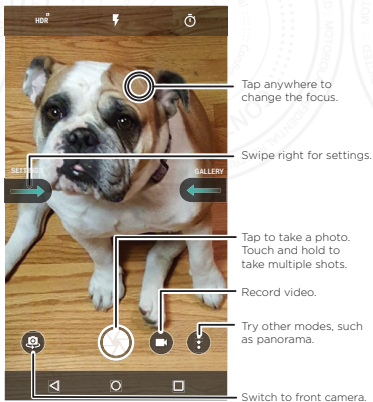 HDR
Tap anywhere to
change the focus.
SETTINGS
GALLERY
Swipe right for settings.
Tap to take a photo.
Touch and hold to
take multiple shots.
Record video.
Try other modes, such
as panorama.
Switch to front camera.